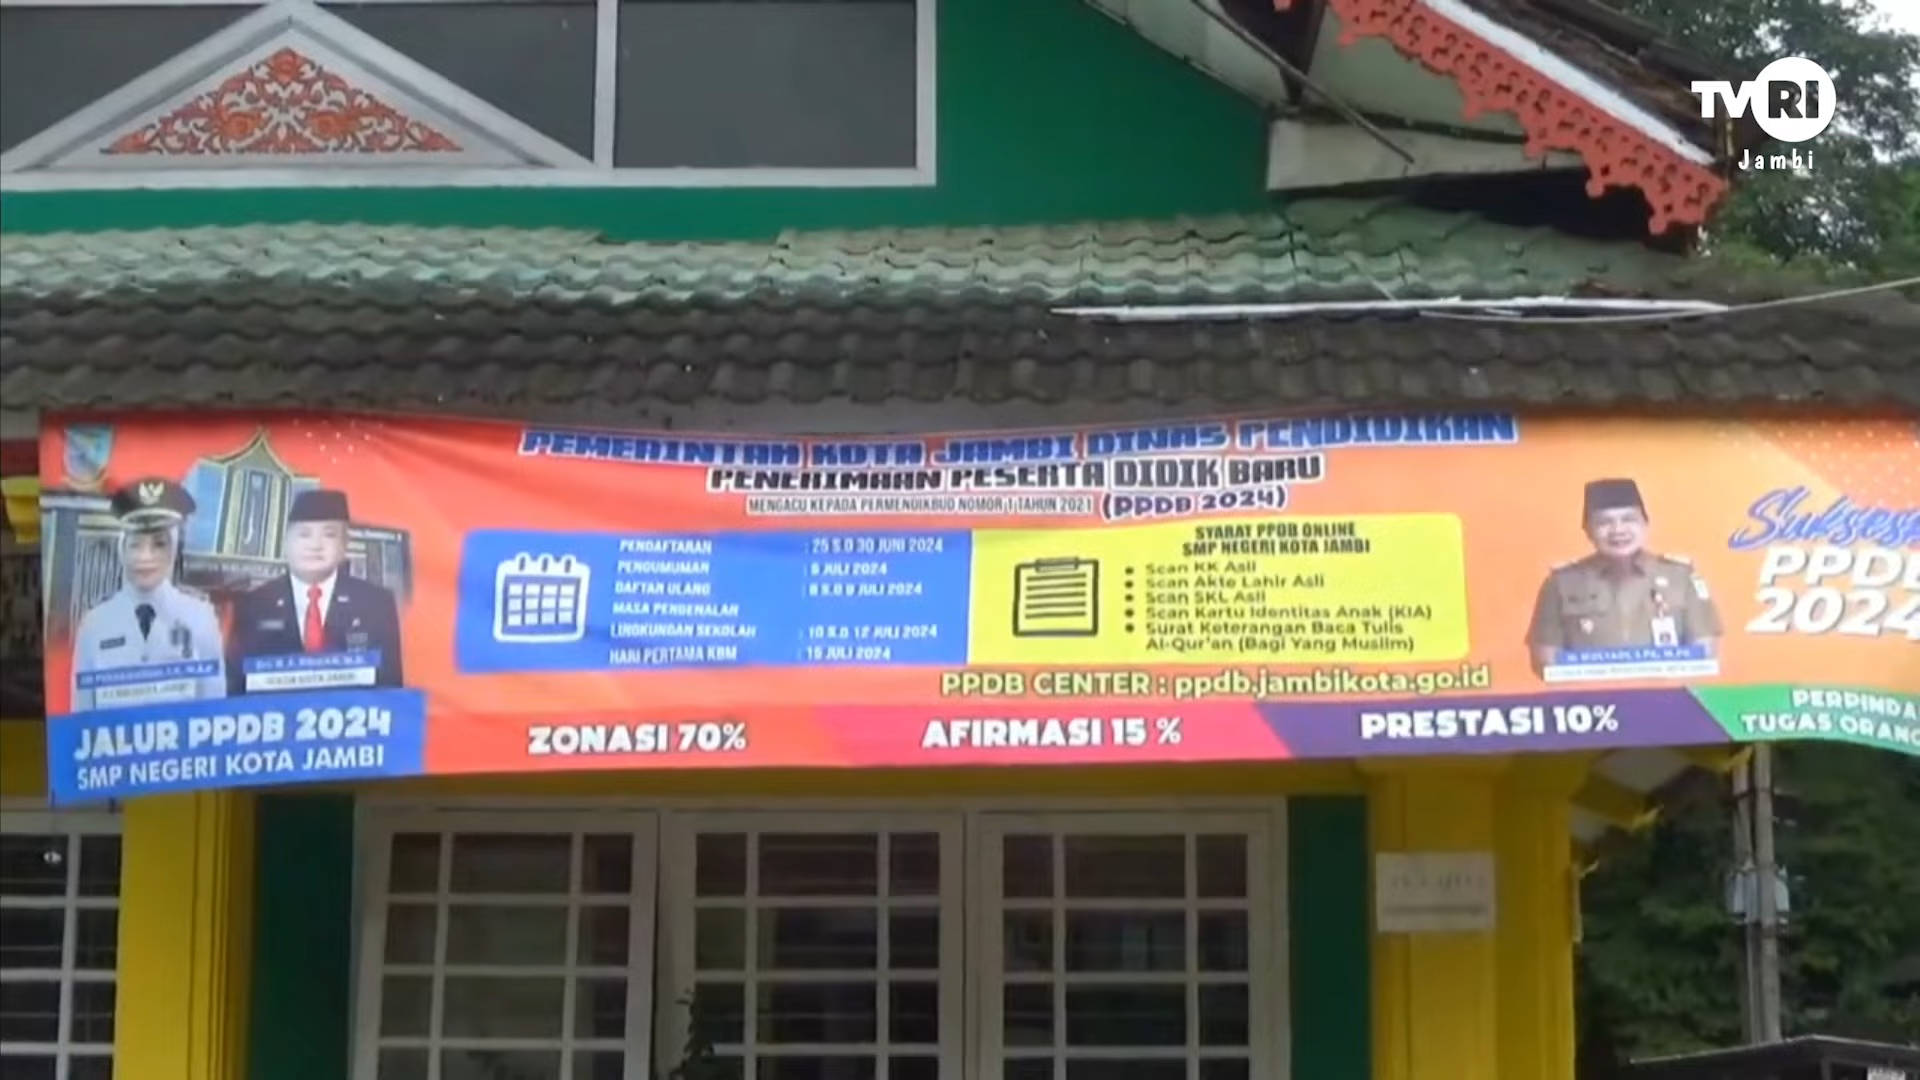 TVRI
Jambi
PEMERINTAH KOTA JAMBI DINAS PENDIDIKAN
PENERIMAAN PESERTA DIDIK BARU
MENGACU KEPADA PERMENDIKBUD NOMOR 1 TAHUN 2021 (PPDB 2024)
PENDAFTARAN : 25 S.D 30 JUNI 2024
PENGUMUMAN : 5 JULI 2024
DAFTAR ULANG : 8 S.D 9 JULI 2024
MASA PENGENALAN
LINGKUNGAN SEKOLAH : 10 S.D 12 JULI 2024
HARI PERTAMA KBM : 15 JULI 2024
SYARAT PPDB ONLINE
SMP NEGERI KOTA JAMBI
Scan KK Asli
Scan Akte Lahir Asli
Scan SKL Asli
Scan Kartu Identitas Anak (KIA)
Surat Keterangan Baca Tulis
Al-Qur'an (Bagi Yang Muslim)
PPDB CENTER : ppdb.jambikota.go.id
2024
JALUR PPDB 2024
SMP NEGERI KOTA JAMBI
ZONASI 70%
AFIRMASI 15 %
PRESTASI 10%
TUGAS